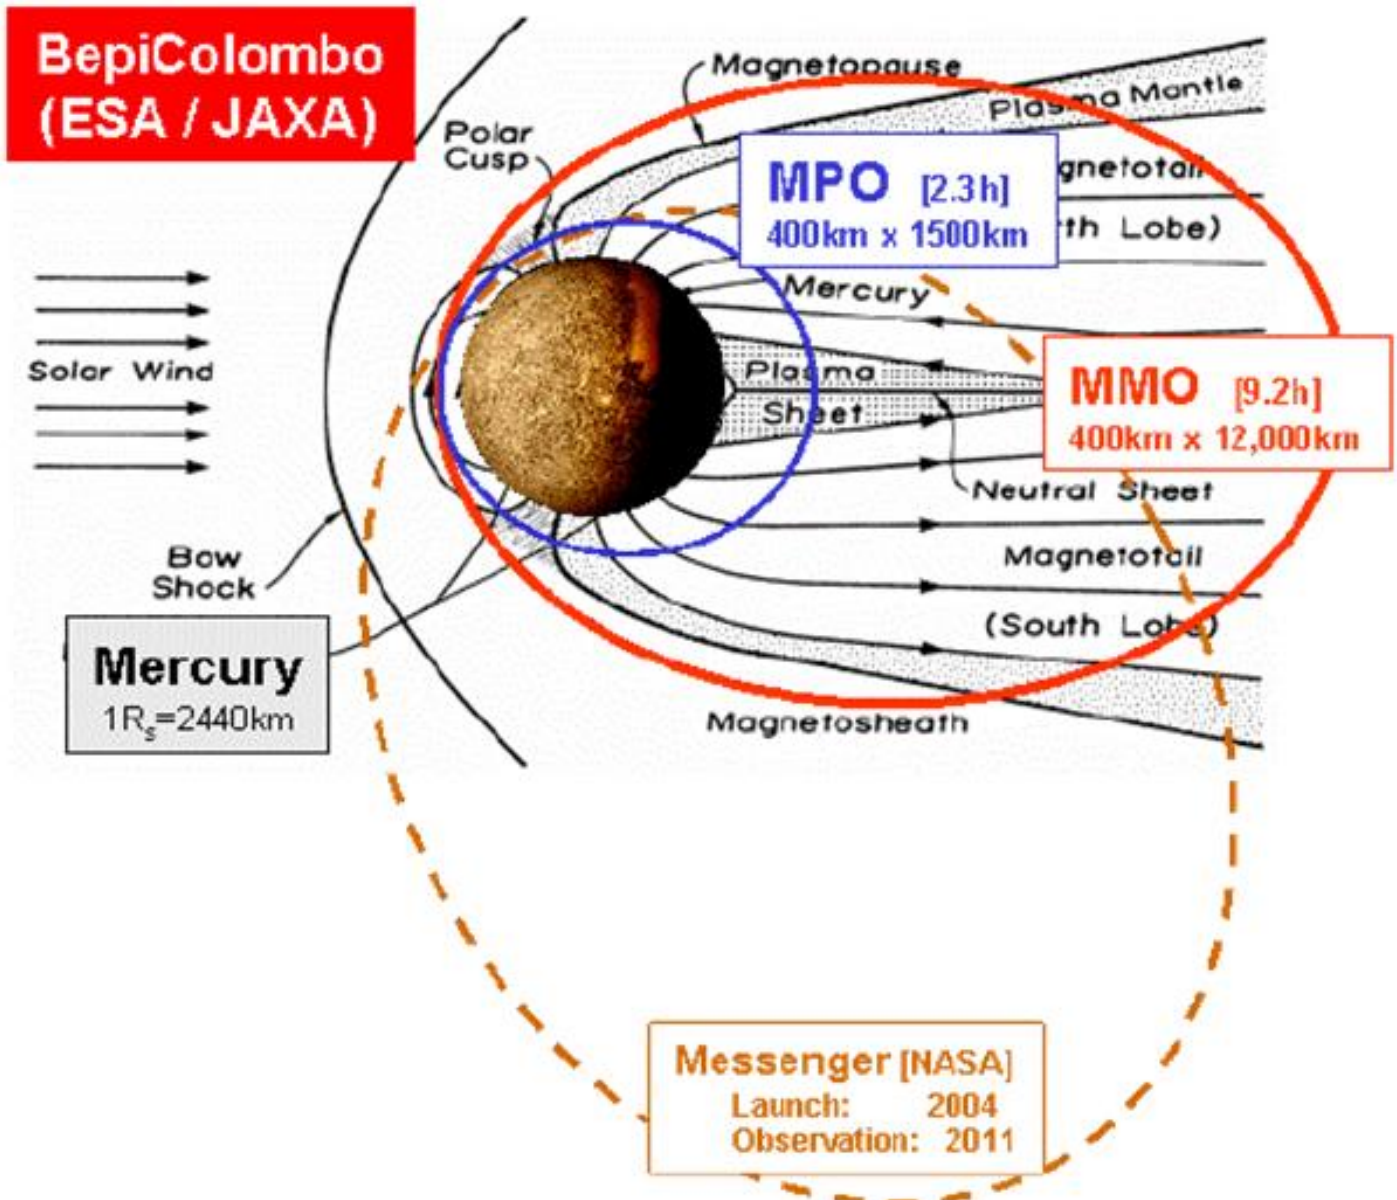 BepiColombo
(ESA / JAXA)
Magnetopause
Plasma Mantle
Polar
Cusp
MPO [2.3h]
400km x 1500km
gnetotail
th Lobe)
Mercury
Solar Wind
Plasma
Sheet
MMO [9.2h]
400km x 12,000km
Neutral Sheet
Bow
Shock
Magnetotail
(South Lobe)
Mercury
1Rs=2440km
Magnetosheath
Messenger [NASA]
Launch: 2004
Observation: 2011